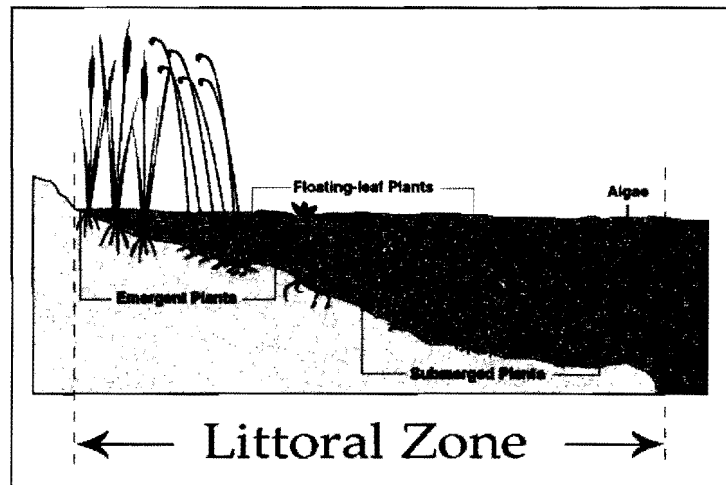 Floating-leaf Plants
Algae
Emergent Plants
Submerged Plants
Littoral Zone